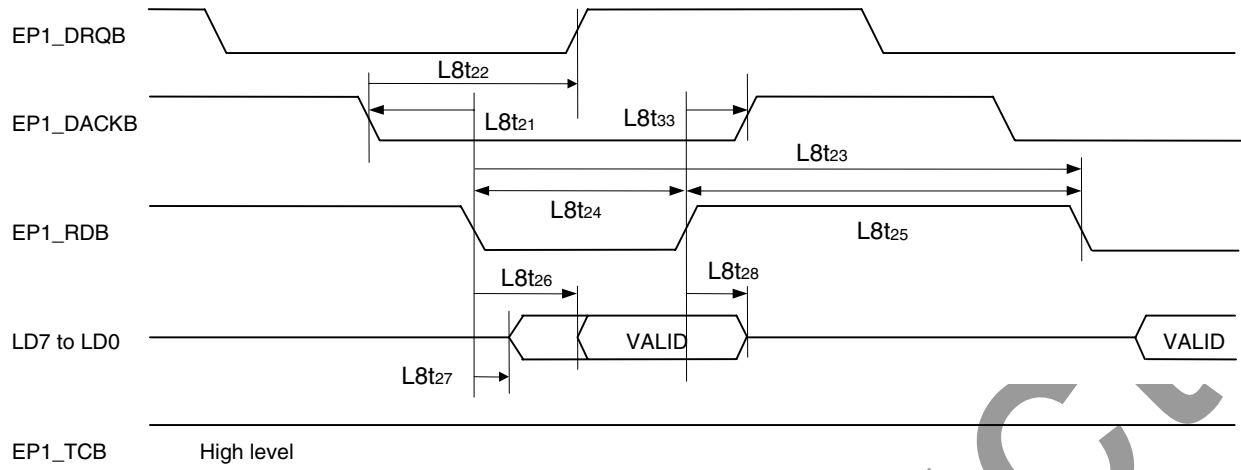 EP1_DRQB
L8t22
EP1_DACKB
L8t21
L8t33
L8t23
L8t24
EP1_RDB
L8t25
L8t26
L8t28
LD7 to LD0
VALID
VALID
L8t27
EP1_TCB
High level